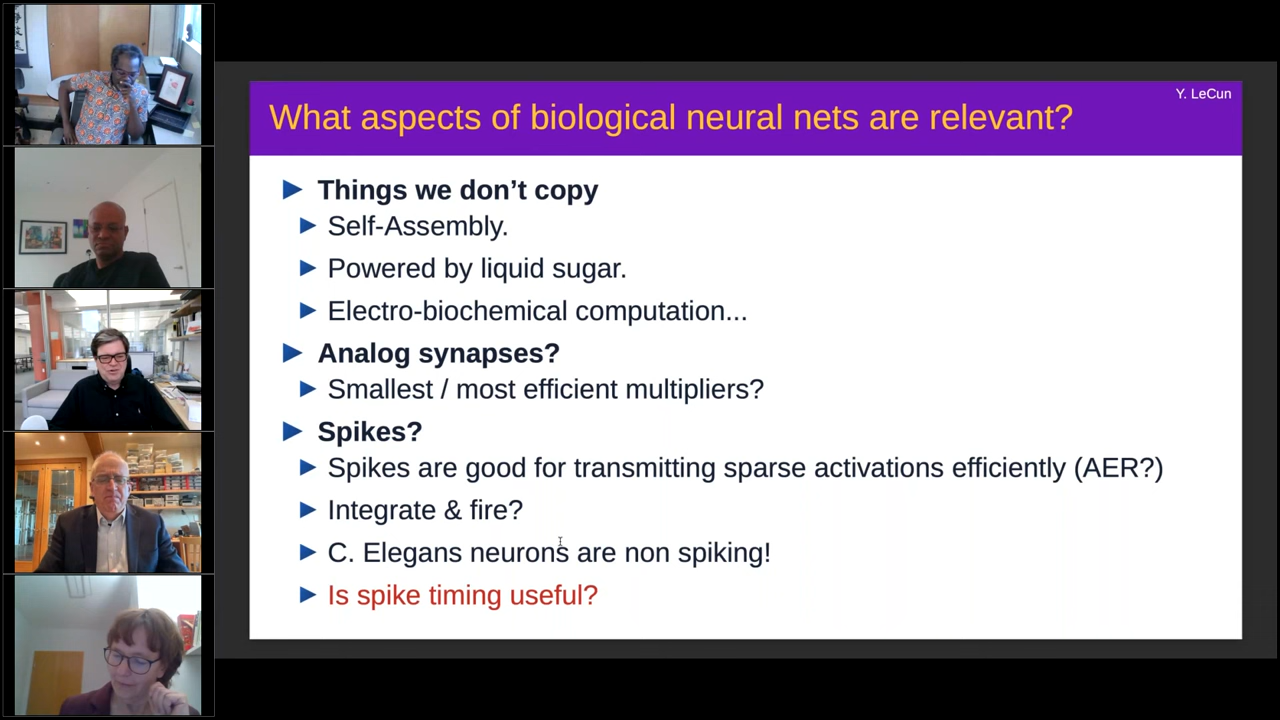 Y. LeCun
What aspects of biological neural nets are relevant?
Things we don’t copy
Self-Assembly.
Powered by liquid sugar.
Electro-biochemical computation...
Analog synapses?
Smallest / most efficient multipliers?
Spikes?
Spikes are good for transmitting sparse activations efficiently (AER?)
Integrate & fire?
C. Elegans neurons are non spiking!
Is spike timing useful?